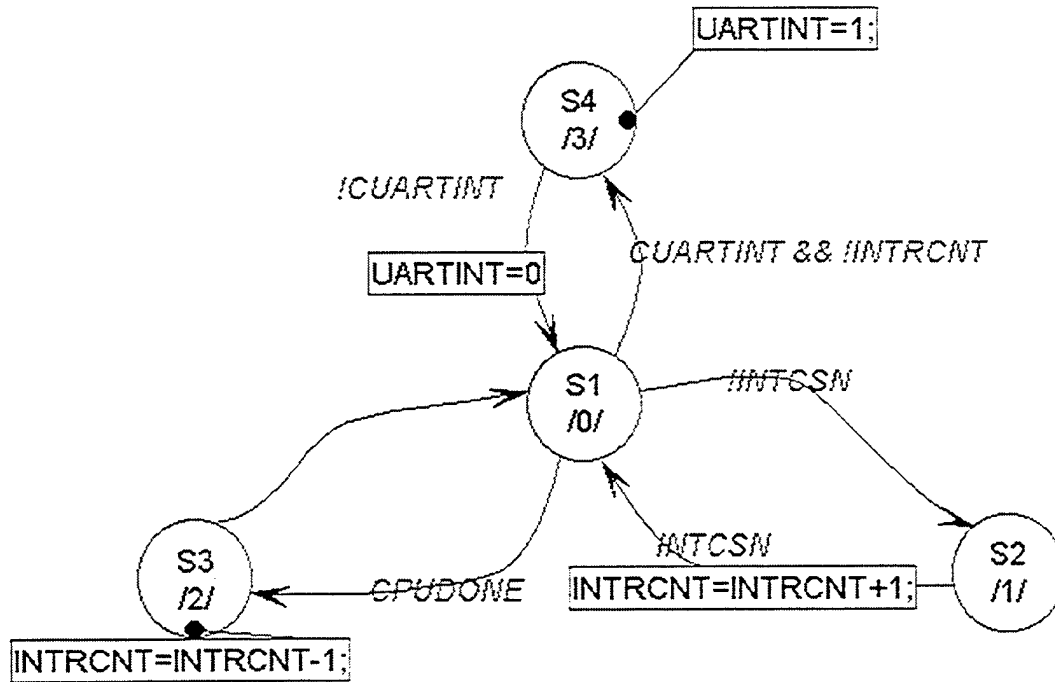 UARTINT=1;
S4
/3/
!CUARTINT
CUARTINT && !INTRCNT
UARTINT=0
S1
/0/
!INTCSN
S3
/2/
CPUDONE
INTCSN
INTRCNT=INTRCNT+1;
S2
/1/
INTRCNT=INTRCNT-1;